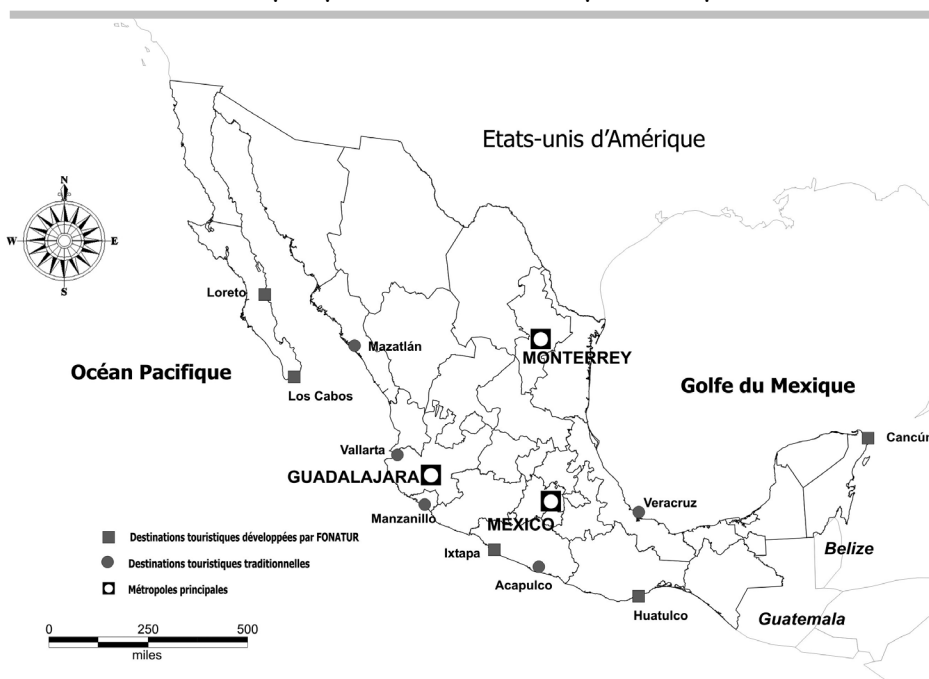 Etats-unis d'Amérique
N
W
E
S
Loreto
Mazatlán
MONTERREY
Océan Pacifique
Golfe du Mexique
Los Cabos
Cancún
Vallarta
GUADALAJARA
Veracruz
Manzanillo
MEXICO
Destinations touristiques développées par FONATUR
Ixtapa
Belize
Destinations touristiques traditionnelles
Acapulco
Métropoles principales
Huatulco
Guatemala
0 250 500
miles